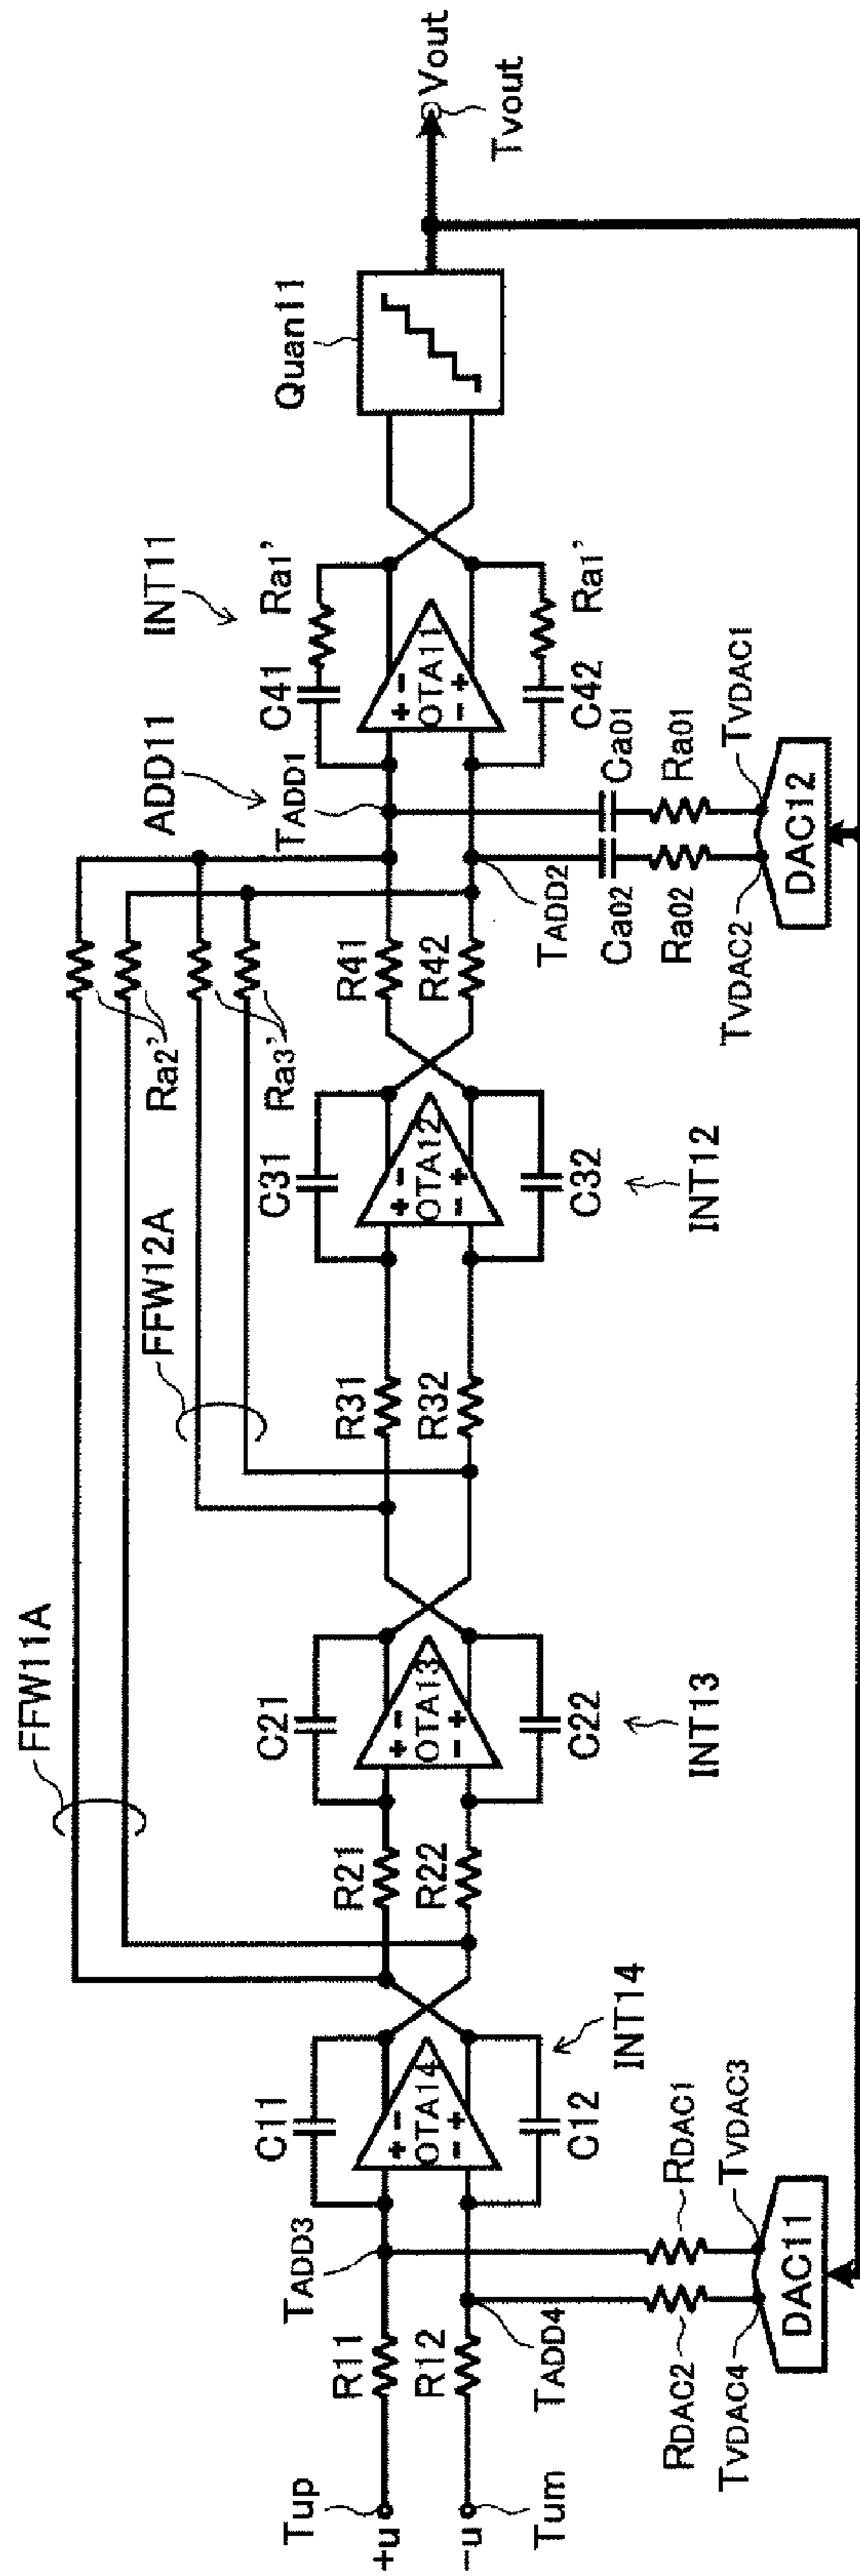 FFW11A
FFW12A
Ra2'
Ra3'
ADD11
INT11
TADD1
Tup
+u
-u
Tum
R11
R12
TADD3
TADD4
C11
C12
+ -
OTA14
- +
INT14
R21
R22
C21
C22
+ -
OTA13
- +
INT13
R31
R32
C31
C32
+ -
OTA12
- +
INT12
R41
R42
TADD2
C41
Ra1'
C42
Ra1'
+ -
OTA11
- +
Quan11
Vout
Tvout
RDAC2
RDAC1
TVDAC4
TVDAC3
DAC11
Ca02
Ca01
Ra02
Ra01
TVDAC2
TVDAC1
DAC12